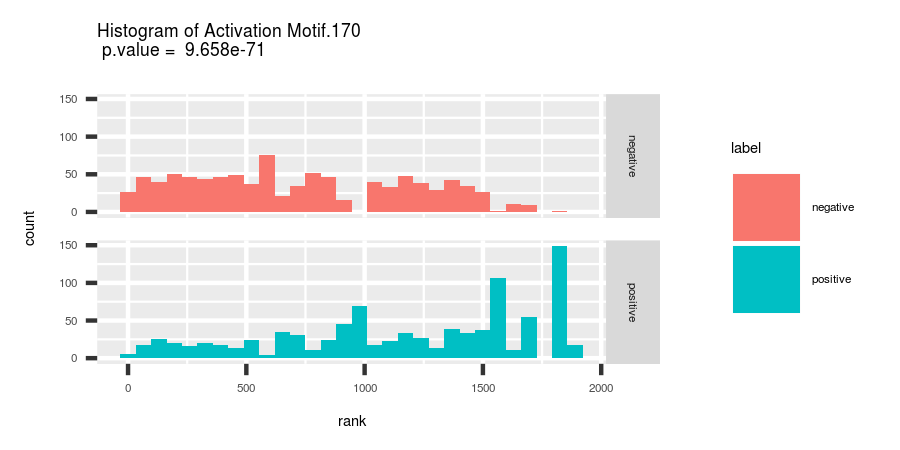 Histogram of Activation Motif.170
p.value = 9.658e-71
150
100
50
0
negative
150
100
50
0
positive
0
500
1000
1500
2000
rank
count
label
negative
positive